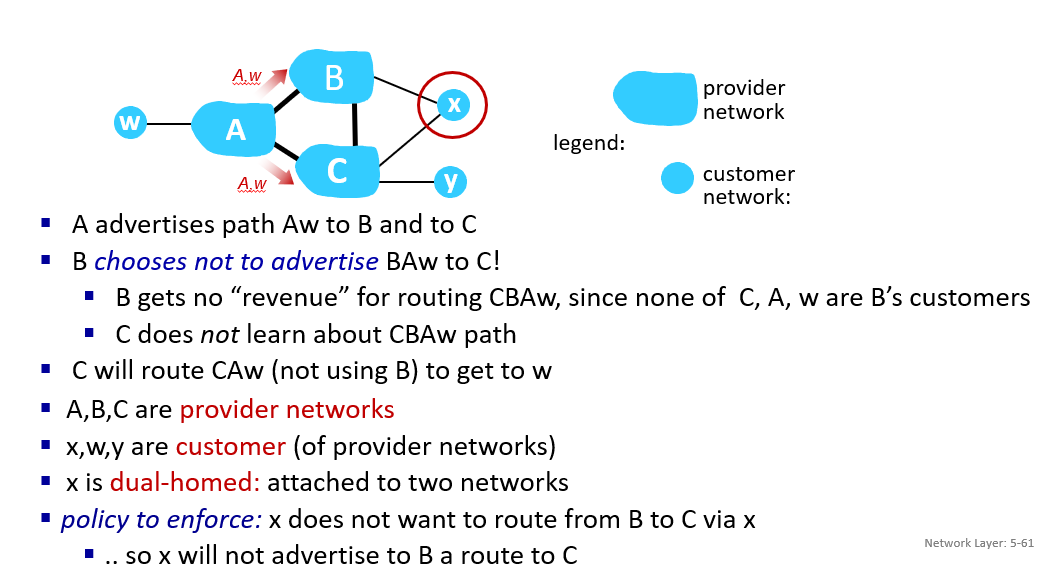 A,w
B
x
w
A
A,w
C
y
legend:
provider
network
customer
network:
A advertises path Aw to B and to C
B chooses not to advertise BAw to C!
B gets no “revenue” for routing CBAw, since none of C, A, w are B’s customers
C does not learn about CBAw path
C will route CAw (not using B) to get to w
A,B,C are provider networks
x,w,y are customer (of provider networks)
x is dual-homed: attached to two networks
policy to enforce: x does not want to route from B to C via x
.. so x will not advertise to B a route to C
Network Layer: 5-61